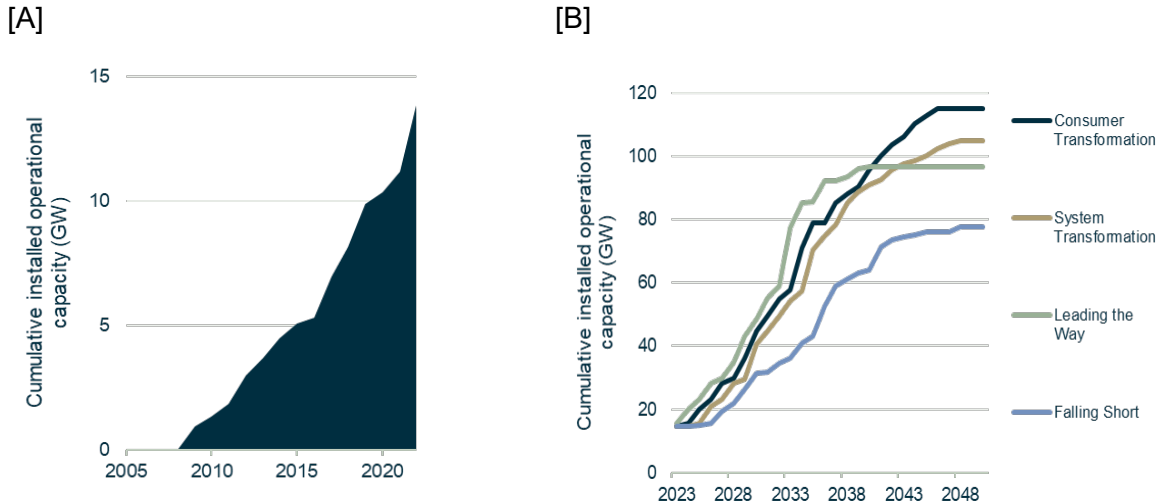 [A]
[B]
Cumulative installed operational
capacity (GW)
15
10
5
0
2005
2010
2015
2020
Cumulative installed operational
capacity (GW)
120
100
80
60
40
20
0
2023
2028
2033
2038
2043
2048
Consumer
Transformation
System
Transformation
Leading the
Way
Falling Short